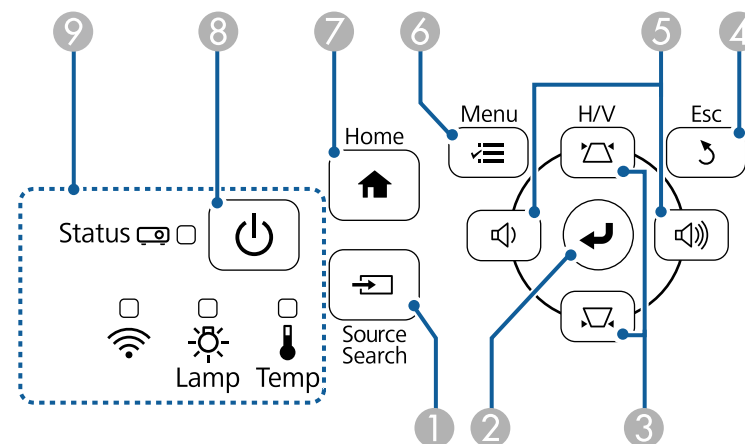 9
8
7
6
5
4
Menu
H/V
Esc
Home
Status
Source
Search
Lamp
Temp
1
2
3